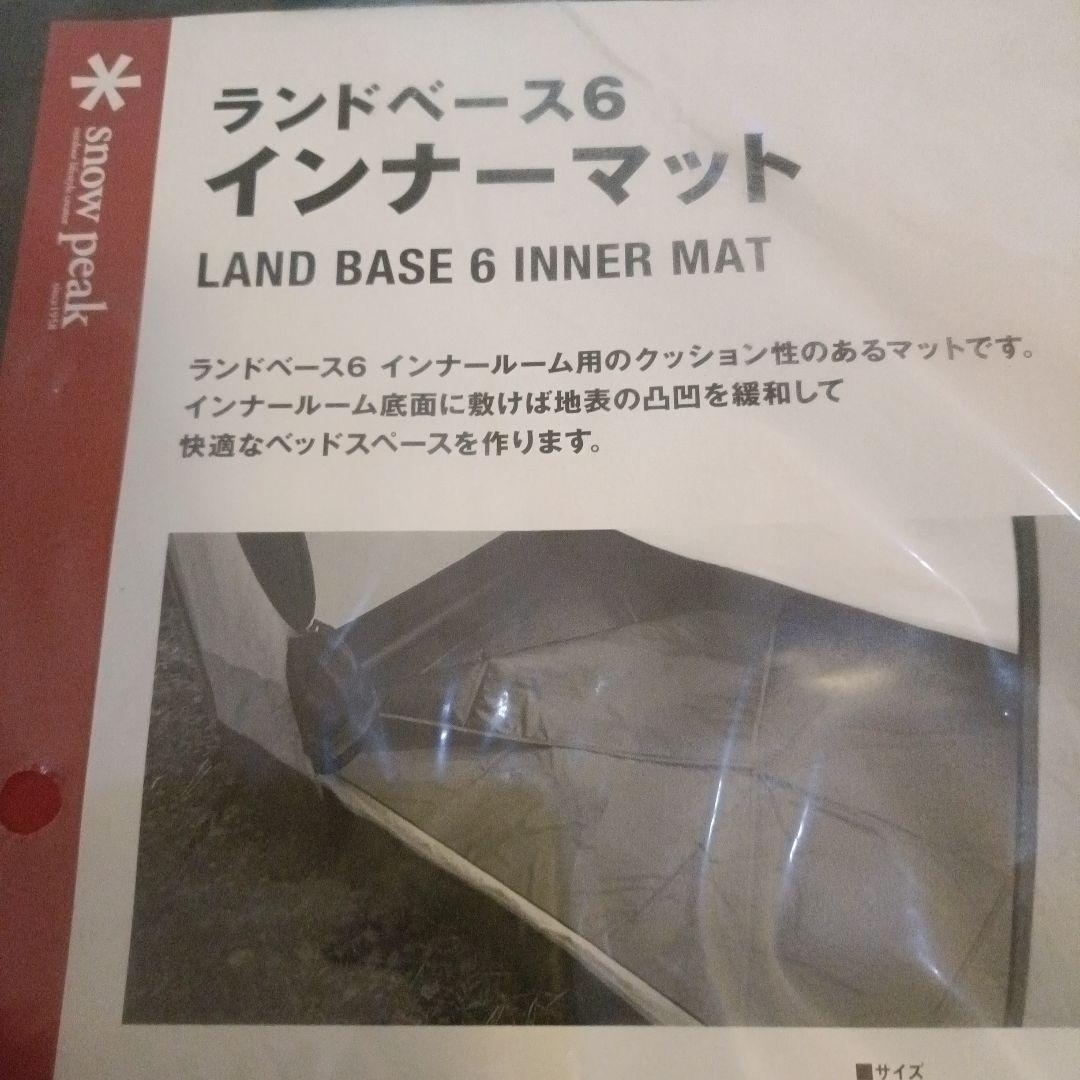 snow peak
outdoor lifestyle creator
since1958
ランドベース6
インナーマット
LAND BASE 6 INNER MAT
ランドベース6 インナールーム用のクッション性のあるマットです。
インナールーム底面に敷けば地表の凸凹を緩和して
快適なベッドスペースを作ります。
■サイズ